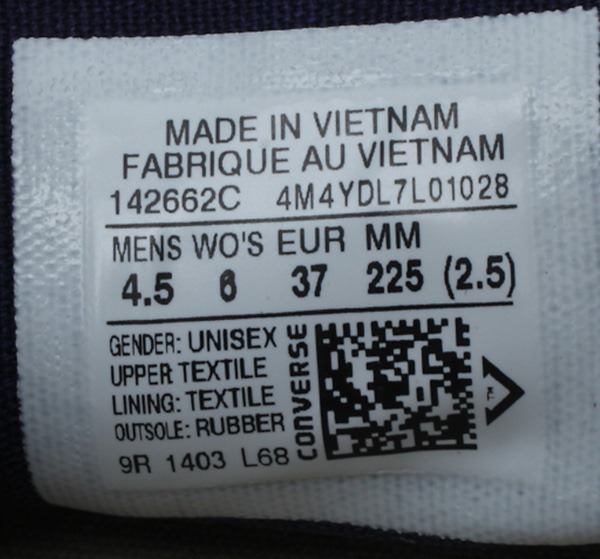 MADE IN VIETNAM
FABRIQUE AU VIETNAM
142662C 4M4YDL7L01028
MENS WO'S EUR MM
4.5 6 37 225 (2.5)
GENDER: UNISEX
UPPER TEXTILE
LINING: TEXTILE
OUTSOLE: RUBBER
9R 1403 L68
CONVERSE